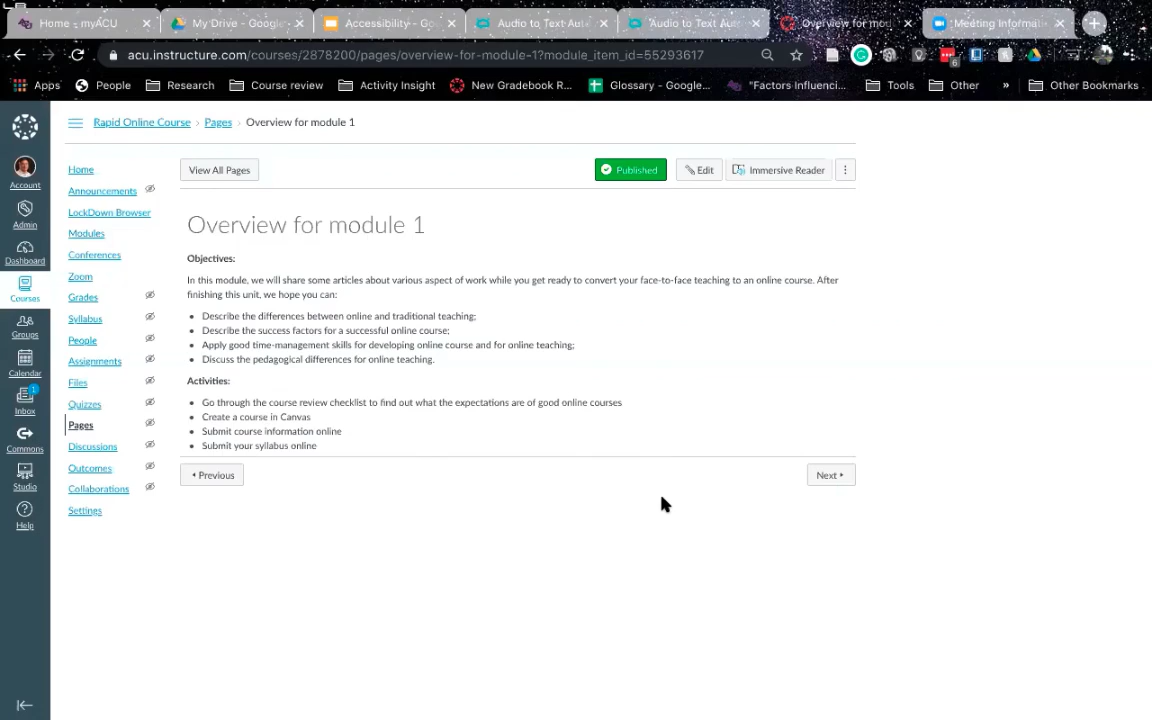 Home - myACU
My Drive - Google
Accessibility - Go
Audio to Text Aut
Audio to Text Aut
Overview for mod
Meeting Informati
acu.instructure.com/courses/2878200/pages/overview-for-module-1?module_item_id=55293617
6
Apps
People
Research
Course review
Activity Insight
New Gradebook R...
Glossary - Google...
"Factors Influenci...
Tools
Other
»
Other Bookmarks
Rapid Online Course › Pages › Overview for module 1
Account
Admin
Dashboard
Courses
Groups
Calendar
1
Inbox
Commons
Studio
Help
Home
Announcements
LockDown Browser
Modules
Conferences
Zoom
Grades
Syllabus
People
Assignments
Files
Quizzes
Pages
Discussions
Outcomes
Collaborations
Settings
View All Pages
Published
Edit
Immersive Reader
Overview for module 1
Objectives:
In this module, we will share some articles about various aspect of work while you get ready to convert your face-to-face teaching to an online course. After
finishing this unit, we hope you can:
• Describe the differences between online and traditional teaching;
• Describe the success factors for a successful online course;
• Apply good time-management skills for developing online course and for online teaching;
• Discuss the pedagogical differences for online teaching.
Activities:
• Go through the course review checklist to find out what the expectations are of good online courses
• Create a course in Canvas
• Submit course information online
• Submit your syllabus online
Previous
Next